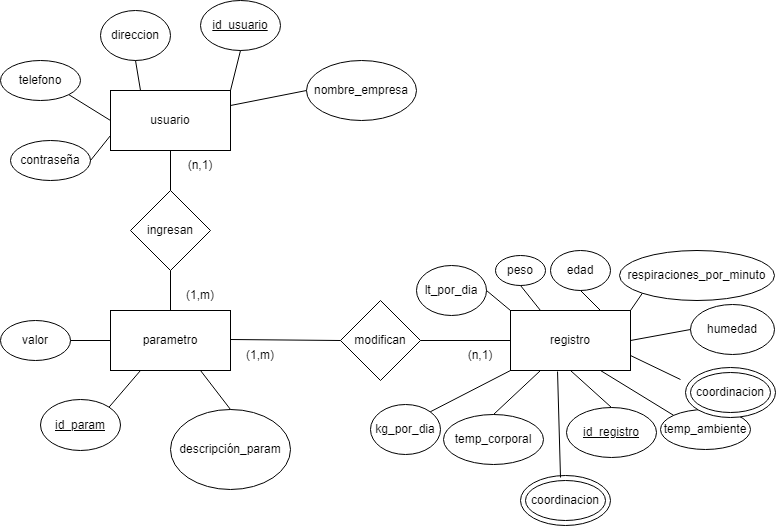 id_usuario
direccion
telefono
nombre_empresa
usuario
contraseña
(n,1)
ingresan
(1,m)
lt_por_dia
peso
edad
respiraciones_por_minuto
valor
parametro
modifican
registro
humedad
(1,m)
(n,1)
coordinacion
id_param
descripción_param
kg_por_dia
temp_corporal
id_registro
temp_ambiente
coordinacion